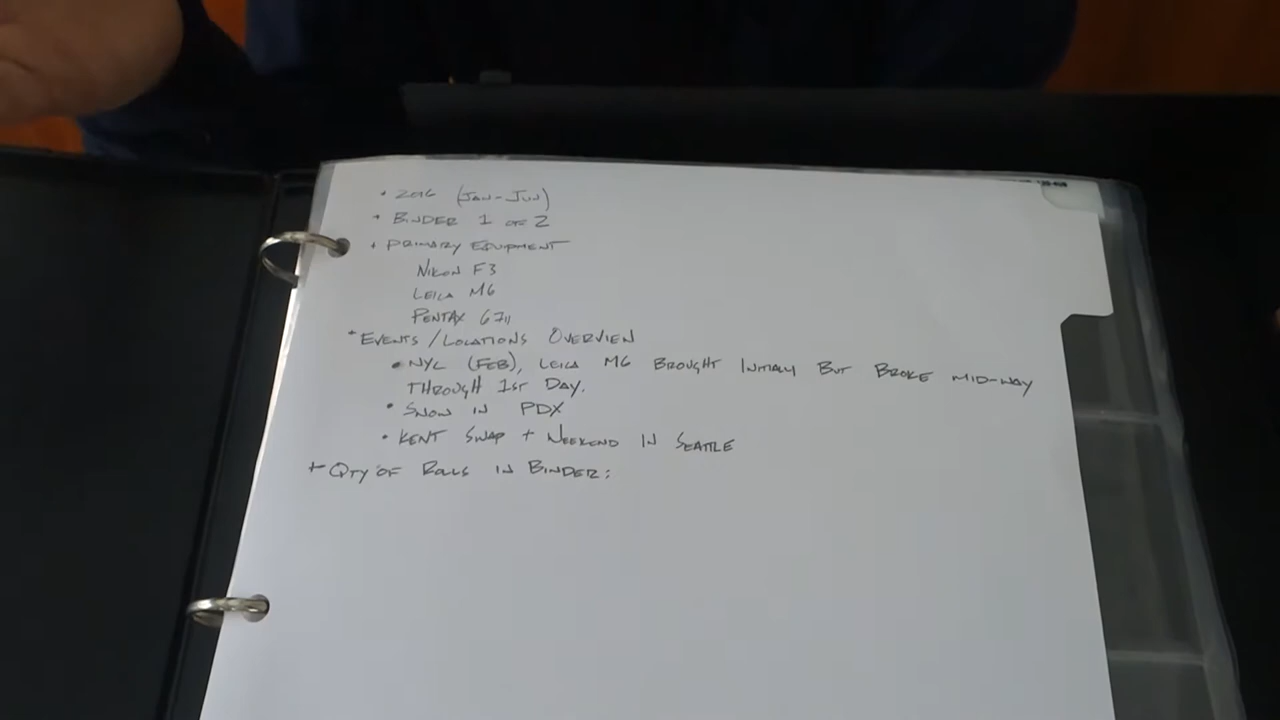 • 2016 (JAN-JUN)
• BINDER 1 OF 2
• PRIMARY EQUIPMENT
NIKON F3
LEICA M6
PENTAX 67II
• EVENTS/LOCATIONS OVERVIEW
• NYC (FEB), LEICA M6 BROUGHT INITIALLY BUT BROKE MID-WAY
THROUGH 1ST DAY.
• SNOW IN PDX
• KENT SWAP + WEEKEND IN SEATTLE
• QTY OF ROLLS IN BINDER: